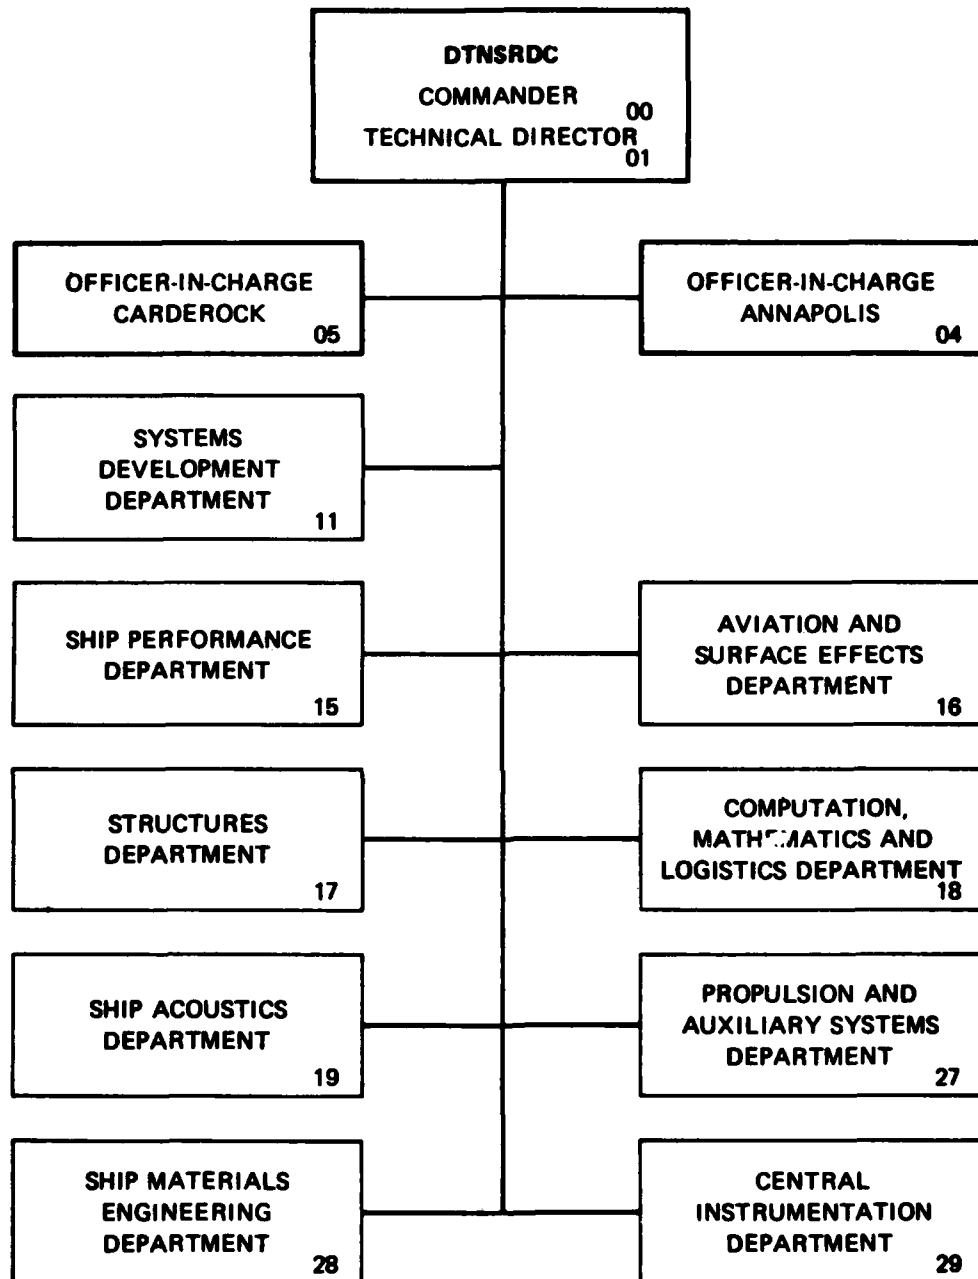 DTNSRDC
COMMANDER
00
TECHNICAL DIRECTOR
01
OFFICER-IN-CHARGE
CARDEROCK
05
OFFICER-IN-CHARGE
ANNAPOLIS
04
SYSTEMS
DEVELOPMENT
DEPARTMENT
11
SHIP PERFORMANCE
DEPARTMENT
15
AVIATION AND
SURFACE EFFECTS
DEPARTMENT
16
STRUCTURES
DEPARTMENT
17
COMPUTATION,
AND
LOGISTICS DEPARTMENT
18
SHIP ACOUSTICS
DEPARTMENT
19
PROPULSION AND
AUXILIARY SYSTEMS
DEPARTMENT
27
SHIP MATERIALS
ENGINEERING
DEPARTMENT
28
CENTRAL
INSTRUMENTATION
DEPARTMENT
29